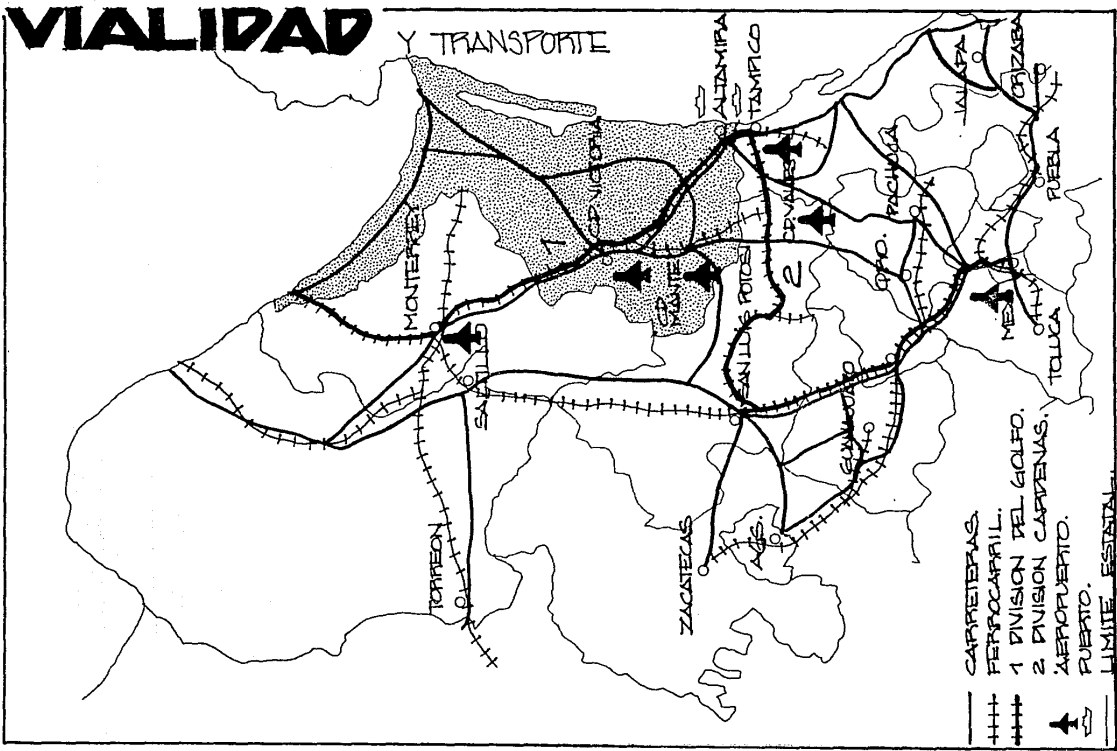 VIALIDAD
Y TRANSPORTE
MONTERREY
SALTILLO
TORREON
1
CD. VICTORIA
CD. MANTE
ALTAMIRA
TAMPICO
CD. VALLES
2
SAN LUIS POTOSI
ZACATECAS
AGS.
GUANAJUATO
QRO.
PACHUCA
JALAPA
ORIZABA
PUEBLA
MEX.
TOLUCA
CARRETERAS.
FERROCARRIL.
1 DIVISION DEL GOLFO.
2 DIVISION CARDENAS.
AEROPUERTO.
PUERTO.
LIMITE ESTATAL.